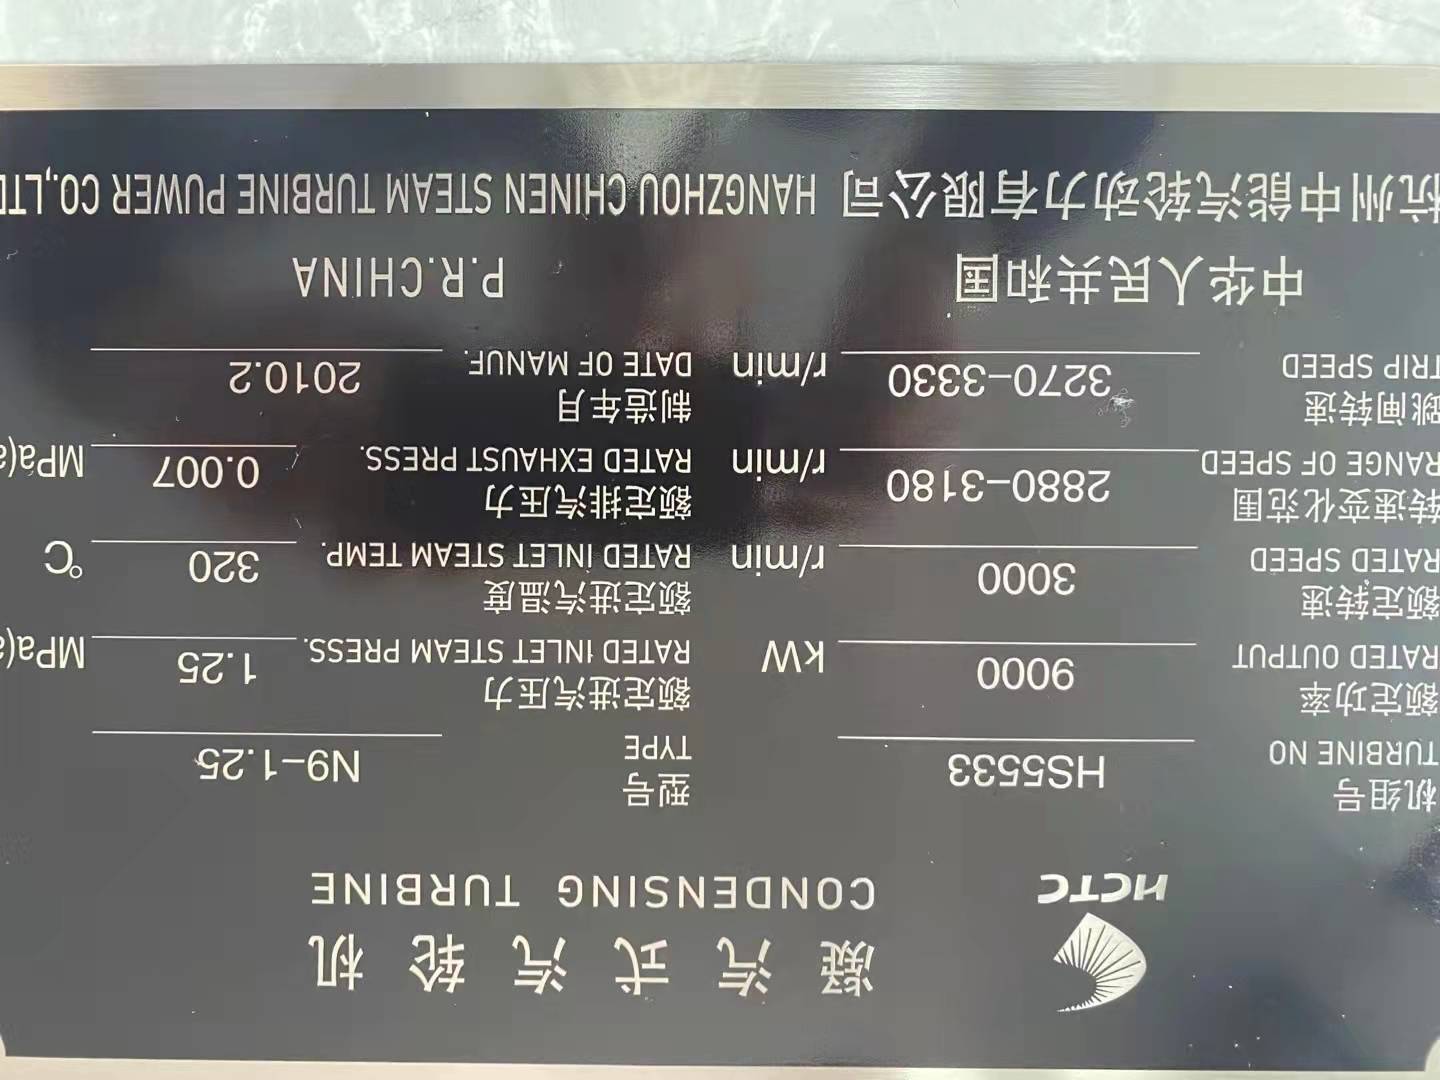 HCTC
凝汽式汽轮机
CONDENSING TURBINE
机组号 HS5533 型号 N9-1.25
TURBINE NO TYPE
额定功率 9000 kW 额定进汽压力 1.25 MPa(a
RATED OUTPUT RATED INLET STEAM PRESS.
额定转速 3000 r/min 额定进汽温度 320 ℃
RATED SPEED RATED INLET STEAM TEMP.
转速变化范围 2880-3180 r/min 额定排汽压力 0.007 MPa(a
RANGE OF SPEED RATED EXHAUST PRESS.
跳闸转速 3270-3330 r/min 制造年月 2010.2
TRIP SPEED DATE OF MANUF.
中华人民共和国 P.R.CHINA
杭州中能汽轮动力有限公司 HANGZHOU CHINEN STEAM TURBINE POWER CO.,LTD